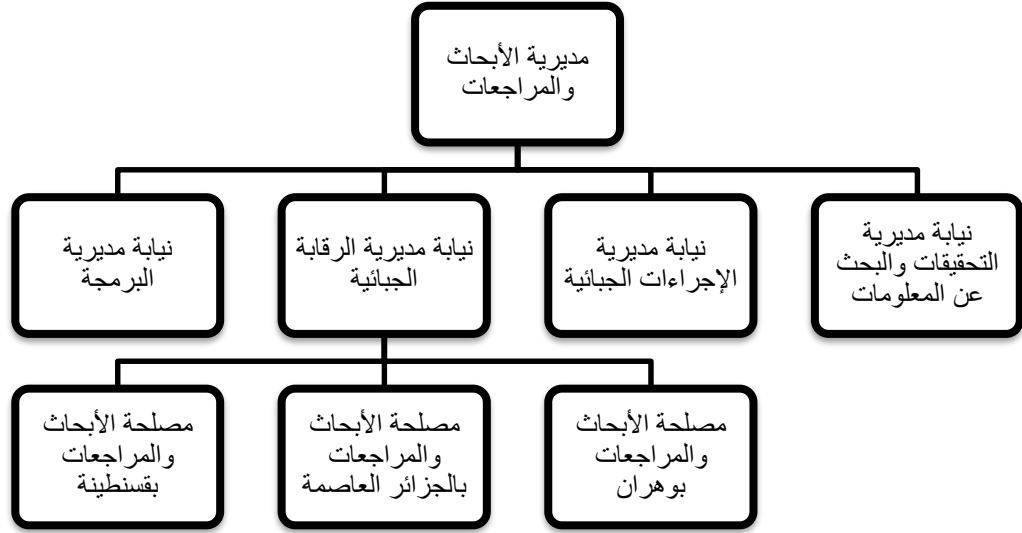 مديرية الأبحاث
والمراجعات
نيابة مديرية
التحقيقات والبحث
عن المعلومات
نيابة مديرية
الإجراءات الجبائية
نيابة مديرية الرقابة
الجبائية
نيابة مديرية
البرمجة
مصلحة الأبحاث
والمراجعات
بوهران
مصلحة الأبحاث
والمراجعات
بالجزائر العاصمة
مصلحة الأبحاث
والمراجعات
بقسنطينة